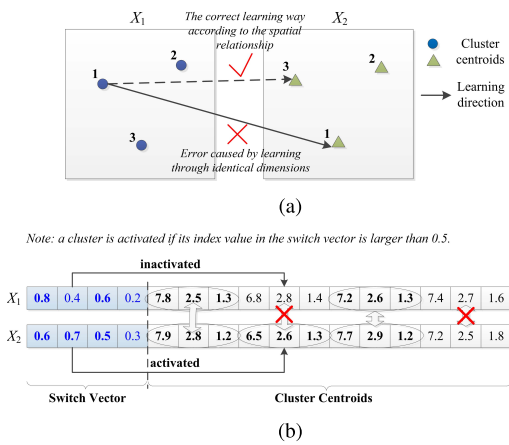 X1 X2
The correct learning way
according to the spatial
relationship
2 2
Cluster
centroids
1 3
Learning
direction
3 1
Error caused by learning
through identical dimensions
(a)
Note: a cluster is activated if its index value in the switch vector is larger than 0.5.
inactivated
X1 0.8 0.4 0.6 0.2 7.8 2.5 1.3 6.8 2.8 1.4 7.2 2.6 1.3 7.4 2.7 1.6
X2 0.6 0.7 0.5 0.3 7.9 2.8 1.2 6.5 2.6 1.3 7.7 2.9 1.2 7.2 2.5 1.8
activated
Switch Vector Cluster Centroids
(b)